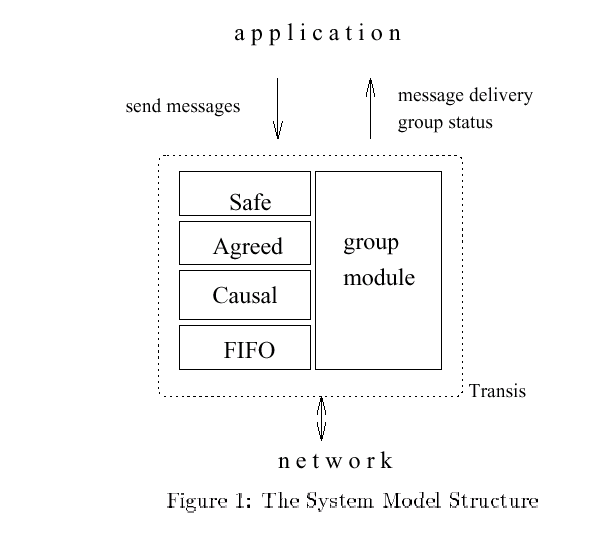 application
send messages
message delivery
group status
Safe
Agreed
Causal
FIFO
group
module
Transis
network
Figure 1: The System Model Structure